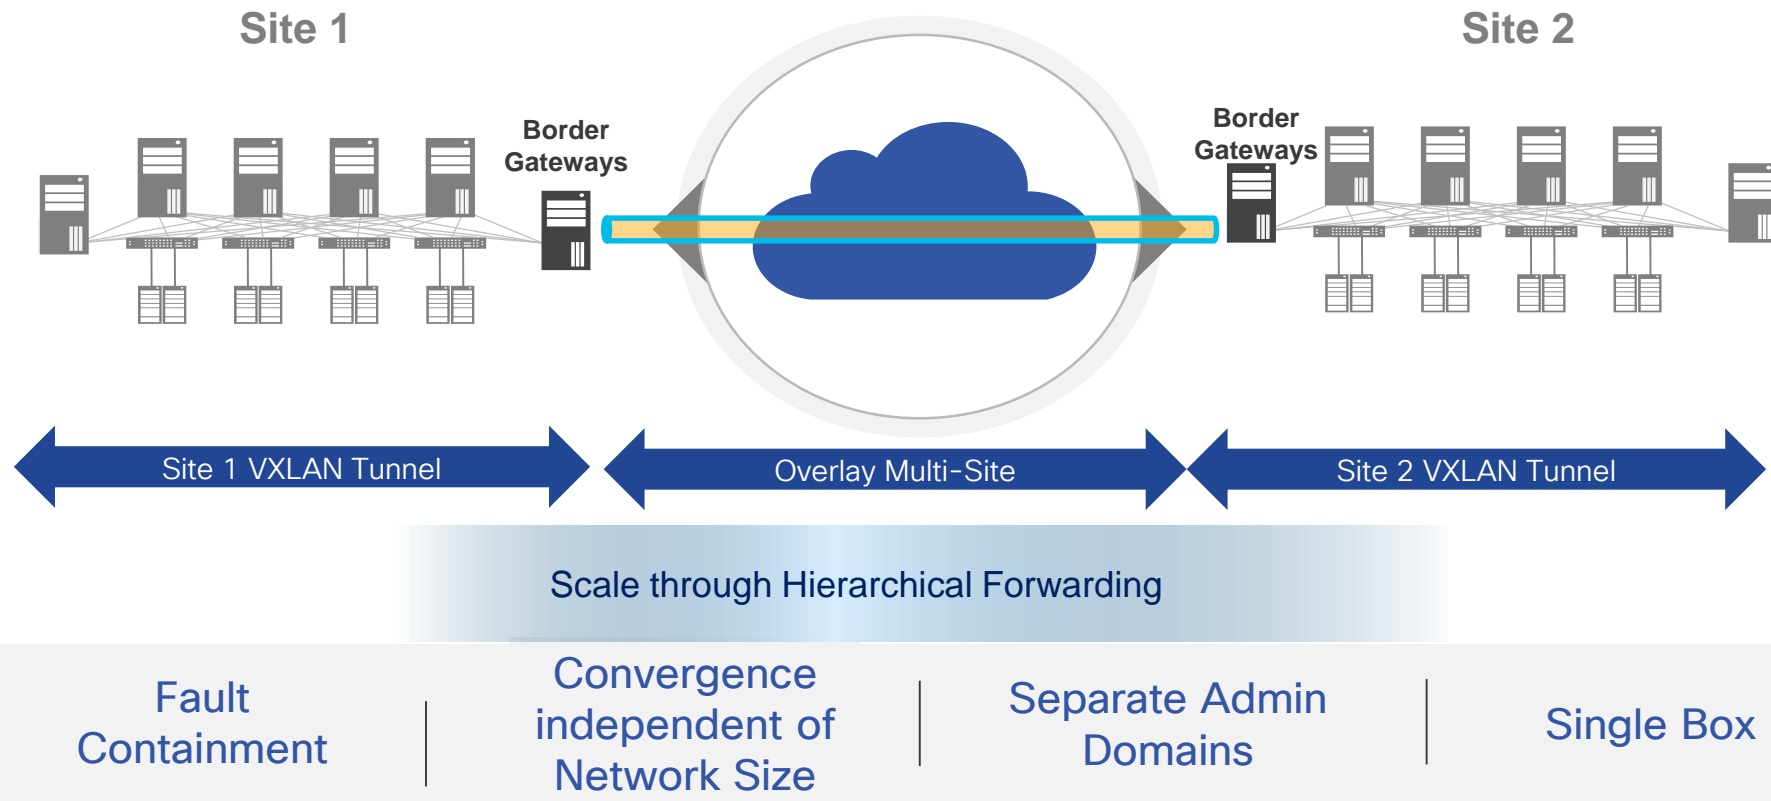 Site 1
Site 2
Border
Gateways
Border
Gateways
Site 1 VXLAN Tunnel
Overlay Multi-Site
Site 2 VXLAN Tunnel
Scale through Hierarchical Forwarding
Fault
Containment
Convergence
independent of
Network Size
Separate Admin
Domains
Single Box